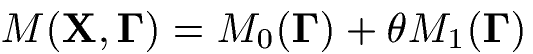 M(X, Γ) = M₀(Γ) + θM₁(Γ)